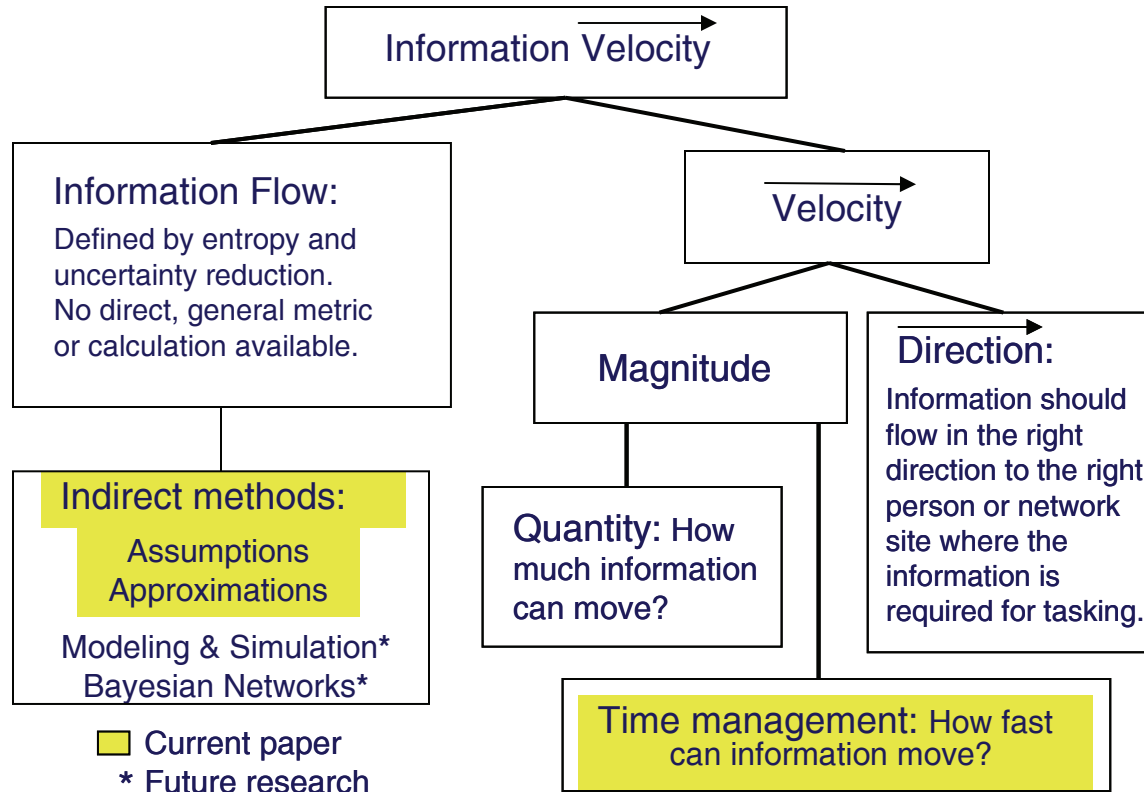 Information Velocity
Information Flow:
Defined by entropy and
uncertainty reduction.
No direct, general metric
or calculation available.
Velocity
Magnitude
Direction:
Information should
flow in the right
direction to the right
person or network
site where the
information is
required for tasking.
Indirect methods:
Assumptions
Approximations
Modeling & Simulation*
Bayesian Networks*
Quantity: How
much information
can move?
Time management: How fast
can information move?
Current paper
* Future research